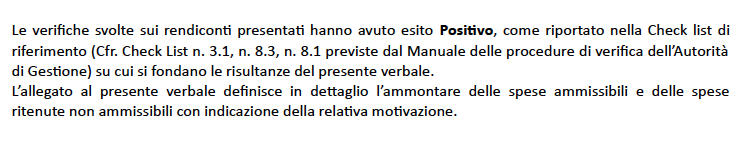 Le verifiche svolte sui rendiconti presentati hanno avuto esito Positivo, come riportato nella Check list di
riferimento (Cfr. Check List n. 3.1, n. 8.3, n. 8.1 previste dal Manuale delle procedure di verifica dell’Autorità
di Gestione) su cui si fondano le risultanze del presente verbale.
L’allegato al presente verbale definisce in dettaglio l’ammontare delle spese ammissibili e delle spese
ritenute non ammissibili con indicazione della relativa motivazione.